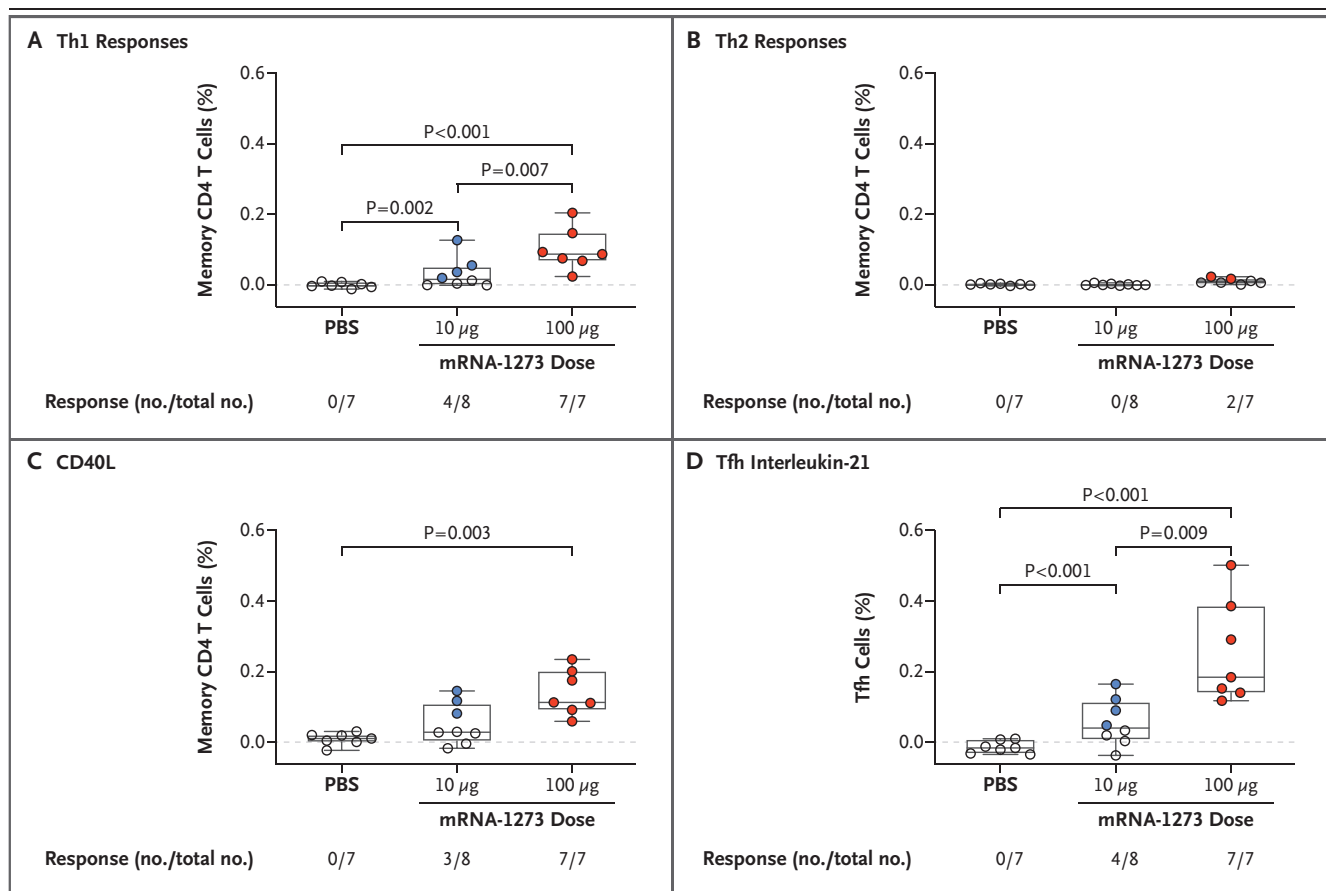 A Th1 Responses
Memory CD4 T Cells (%)
0.6
0.4
0.2
0.0
P<0.001
P=0.007
P=0.002
PBS 10 µg 100 µg
mRNA-1273 Dose
Response (no./total no.) 0/7 4/8 7/7
B Th2 Responses
Memory CD4 T Cells (%)
0.6
0.4
0.2
0.0
PBS 10 µg 100 µg
mRNA-1273 Dose
Response (no./total no.) 0/7 0/8 2/7
C CD40L
Memory CD4 T Cells (%)
0.6
0.4
0.2
0.0
P=0.003
PBS 10 µg 100 µg
mRNA-1273 Dose
Response (no./total no.) 0/7 3/8 7/7
D Tfh Interleukin-21
Tfh Cells (%)
0.6
0.4
0.2
0.0
P<0.001
P=0.009
P<0.001
PBS 10 µg 100 µg
mRNA-1273 Dose
Response (no./total no.) 0/7 4/8 7/7